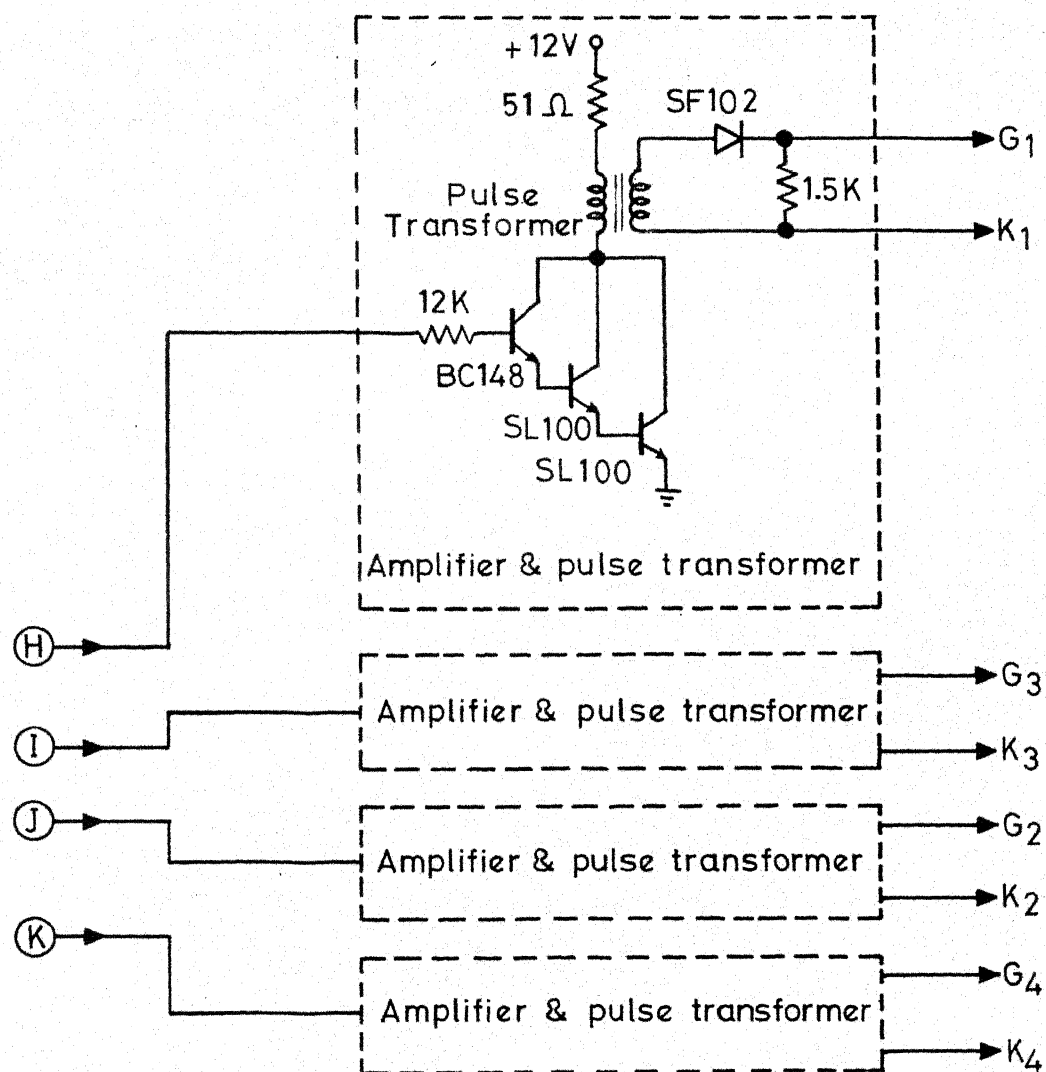 +12V
51Ω
SF102
G1
Pulse
Transformer
1.5K
K1
12K
BC148
SL100
SL100
Amplifier & pulse transformer
H
G3
Amplifier & pulse transformer
I
K3
J
G2
Amplifier & pulse transformer
K2
K
G4
Amplifier & pulse transformer
K4